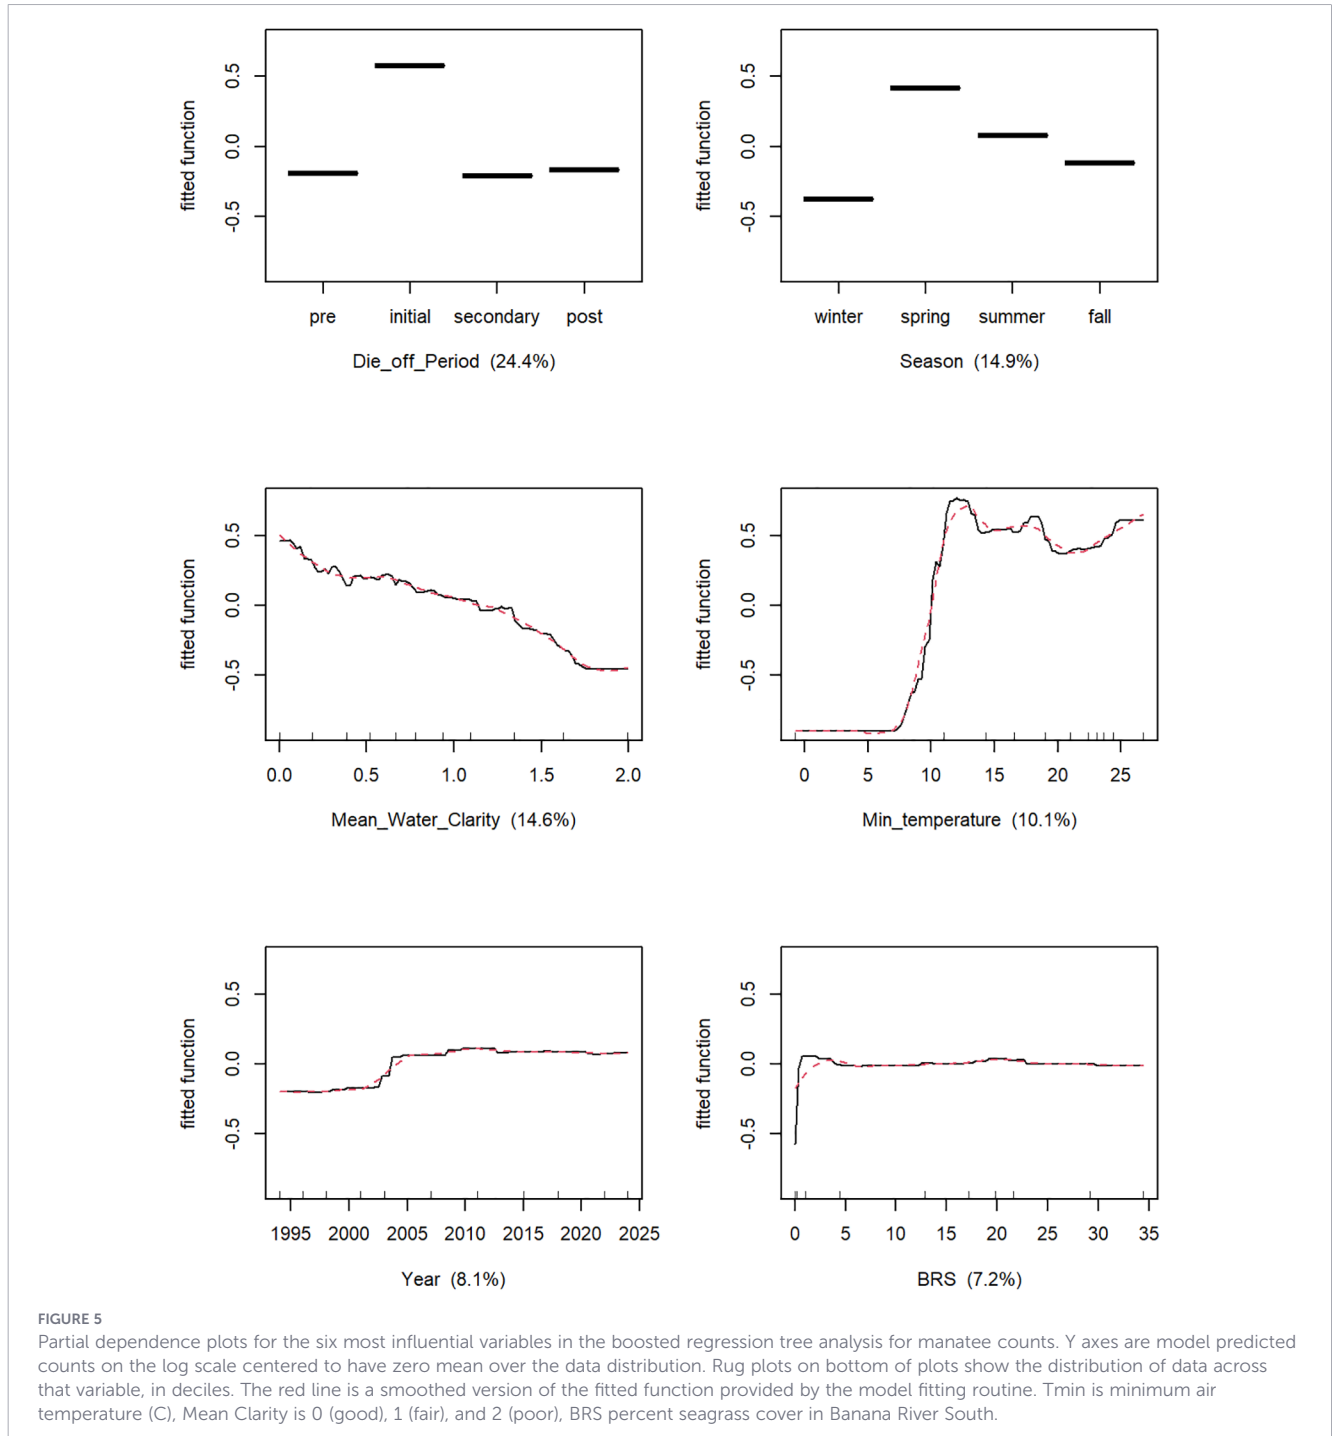 fitted function
0.5
0.0
-0.5
pre initial secondary post
Die_off_Period (24.4%)
fitted function
0.5
0.0
-0.5
winter spring summer fall
Season (14.9%)
fitted function
0.5
0.0
-0.5
0.0 0.5 1.0 1.5 2.0
Mean_Water_Clarity (14.6%)
fitted function
0.5
0.0
-0.5
0 5 10 15 20 25
Min_temperature (10.1%)
fitted function
0.5
0.0
-0.5
1995 2000 2005 2010 2015 2020 2025
Year (8.1%)
fitted function
0.5
0.0
-0.5
0 5 10 15 20 25 30 35
BRS (7.2%)
FIGURE 5
Partial dependence plots for the six most influential variables in the boosted regression tree analysis for manatee counts. Y axes are model predicted
counts on the log scale centered to have zero mean over the data distribution. Rug plots on bottom of plots show the distribution of data across
that variable, in deciles. The red line is a smoothed version of the fitted function provided by the model fitting routine. Tmin is minimum air
temperature (C), Mean Clarity is 0 (good), 1 (fair), and 2 (poor), BRS percent seagrass cover in Banana River South.